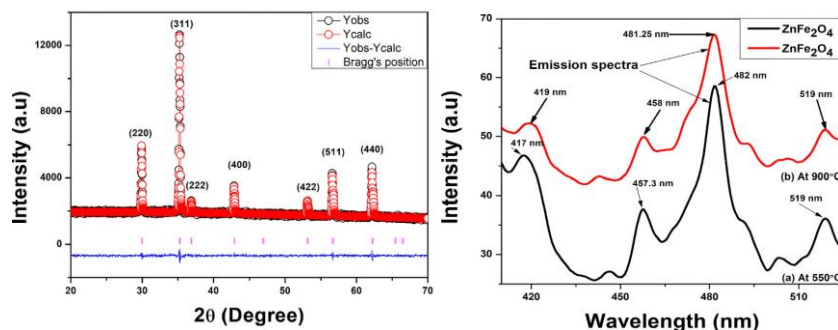 (311)
Yobs
Ycalc
Yobs-Ycalc
Bragg's position
(220)
(222)
(400)
(422)
(511)
(440)
12000
8000
4000
0
20 30 40 50 60 70
Intensity (a.u)
2θ (Degree)
481.25 nm
ZnFe2O4
ZnFe2O4
Emission spectra
482 nm
419 nm
458 nm
519 nm
417 nm
(b) At 900°C
457.3 nm
519 nm
(a) At 550°C
70
60
50
40
30
420 450 480 510
Intensity (a.u)
Wavelength (nm)